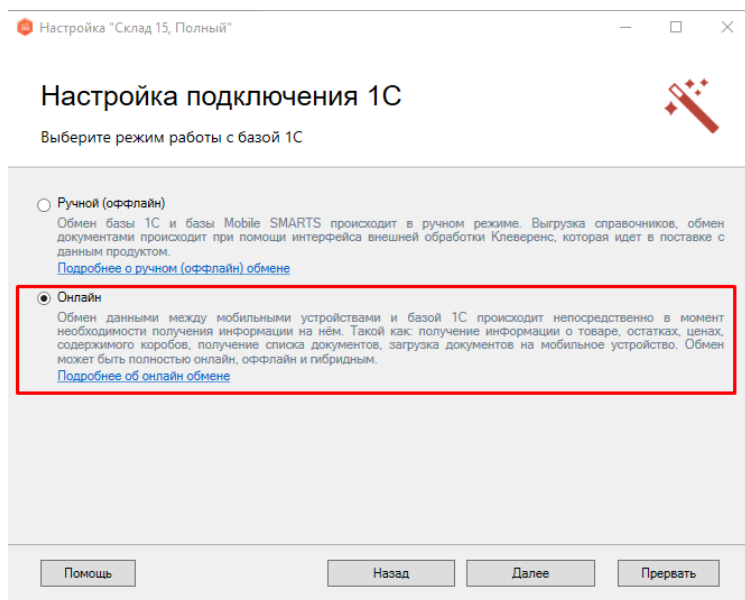 Настройка "Склад 15, Полный"
Настройка подключения 1С
Выберите режим работы с базой 1С
Ручной (оффлайн)
Обмен базы 1С и базы Mobile SMARTS происходит в ручном режиме. Выгрузка справочников, обмен
документами происходит при помощи интерфейса внешней обработки Клеверенс, которая идет в поставке с
данным продуктом.
Подробнее о ручном (оффлайн) обмене
Онлайн
Обмен данными между мобильными устройствами и базой 1С происходит непосредственно в момент
необходимости получения информации на нём. Такой как: получение информации о товаре, остатках, ценах,
содержимого коробов, получение списка документов, загрузка документов на мобильное устройство. Обмен
может быть полностью онлайн, оффлайн и гибридным.
Подробнее об онлайн обмене
Помощь
Назад
Далее
Прервать